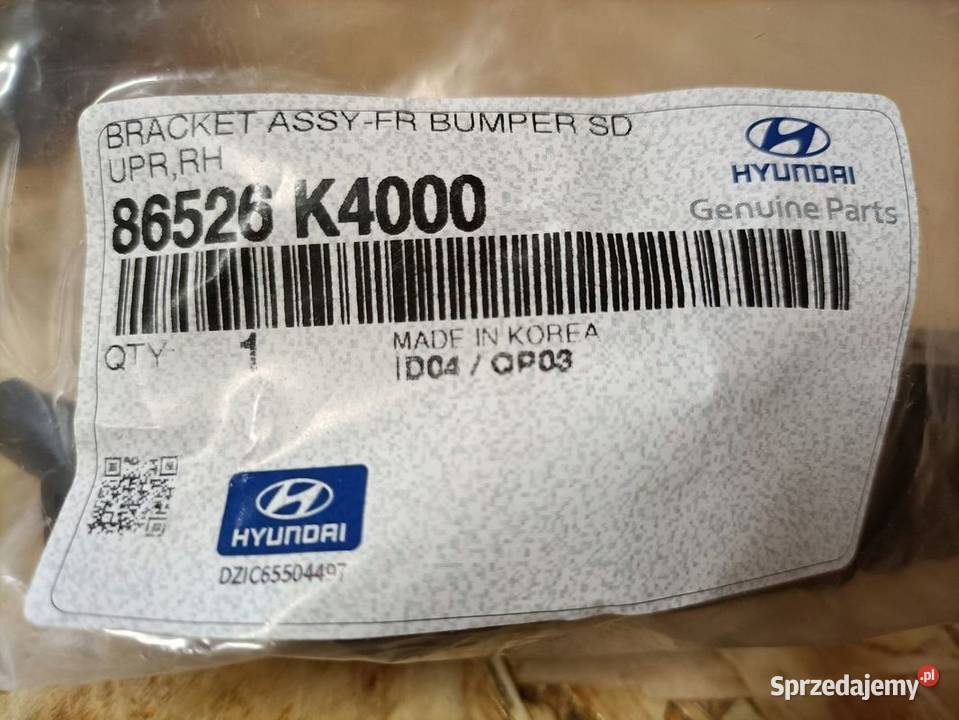 BRACKET ASSY-FR BUMPER SD
UPR,RH
86526 K4000
HYUNDAI
Genuine Parts
QTY 1
MADE IN KOREA
ID04 / QP03
HYUNDAI
DZIC65504497
Sprzedajemy.pl